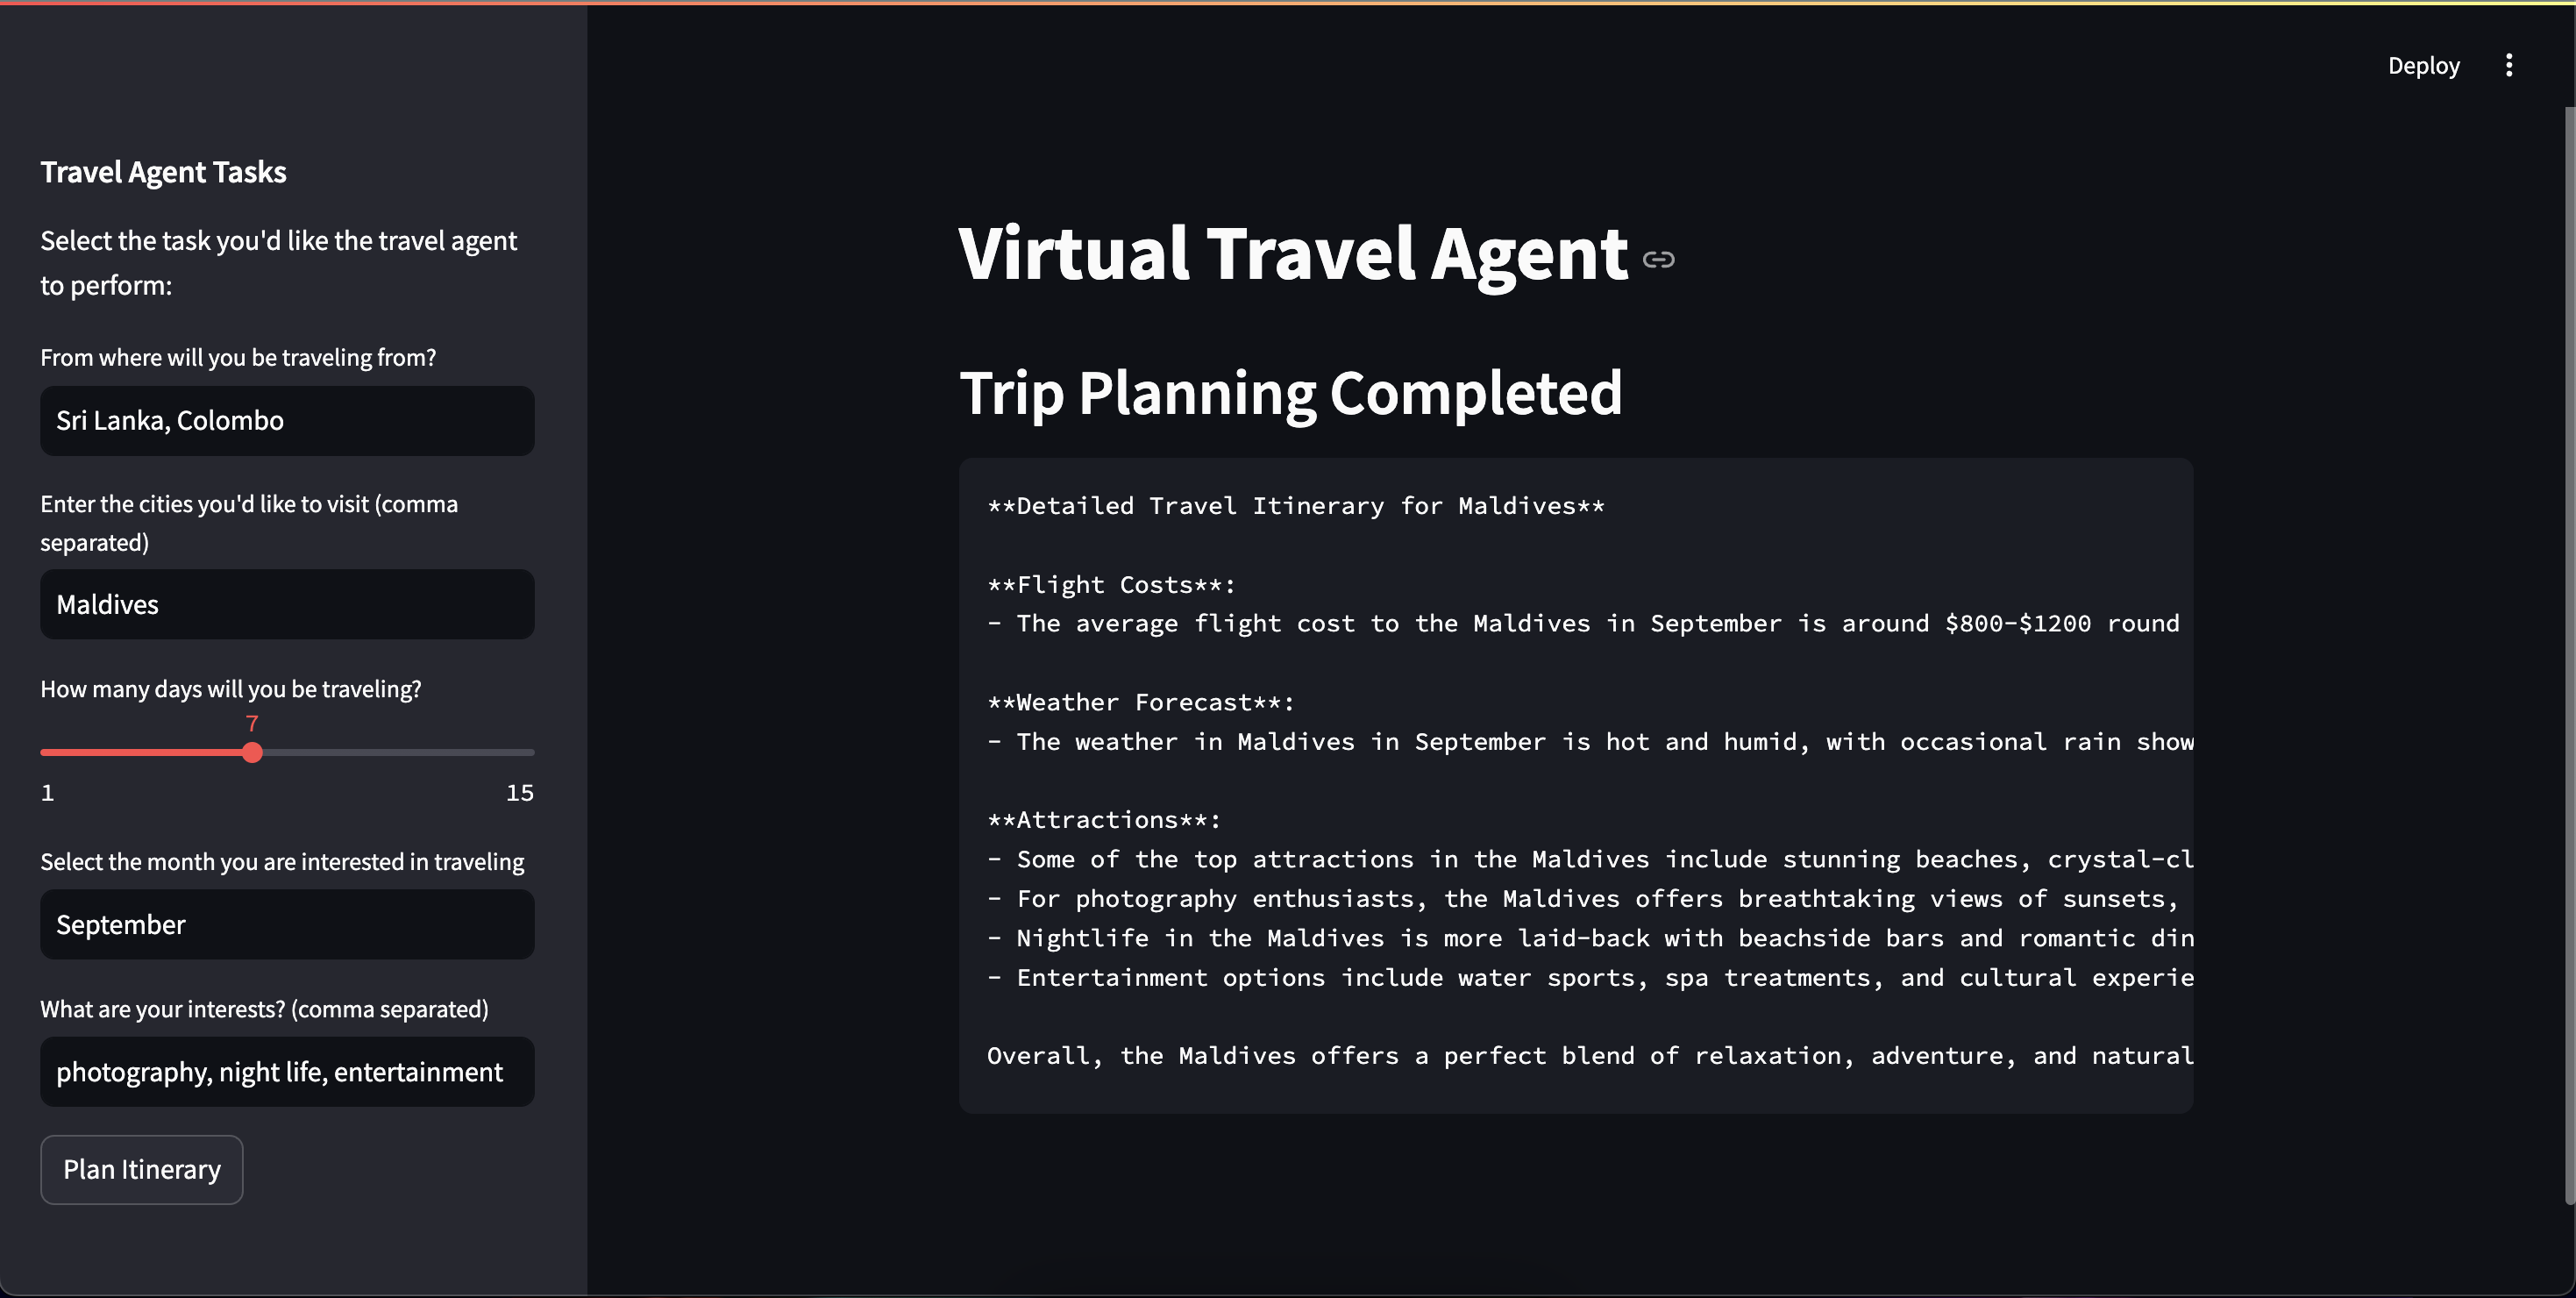 Deploy
Travel Agent Tasks
Select the task you'd like the travel agent
to perform:
From where will you be traveling from?
Sri Lanka, Colombo
Enter the cities you'd like to visit (comma
separated)
Maldives
How many days will you be traveling?
7
1 15
Select the month you are interested in traveling
September
What are your interests? (comma separated)
photography, night life, entertainment
Plan Itinerary
Virtual Travel Agent
Trip Planning Completed
**Detailed Travel Itinerary for Maldives**
**Flight Costs**:
- The average flight cost to the Maldives in September is around $800-$1200 round
**Weather Forecast**:
- The weather in Maldives in September is hot and humid, with occasional rain show
**Attractions**:
- Some of the top attractions in the Maldives include stunning beaches, crystal-cl
- For photography enthusiasts, the Maldives offers breathtaking views of sunsets,
- Nightlife in the Maldives is more laid-back with beachside bars and romantic din
- Entertainment options include water sports, spa treatments, and cultural experie
Overall, the Maldives offers a perfect blend of relaxation, adventure, and natural